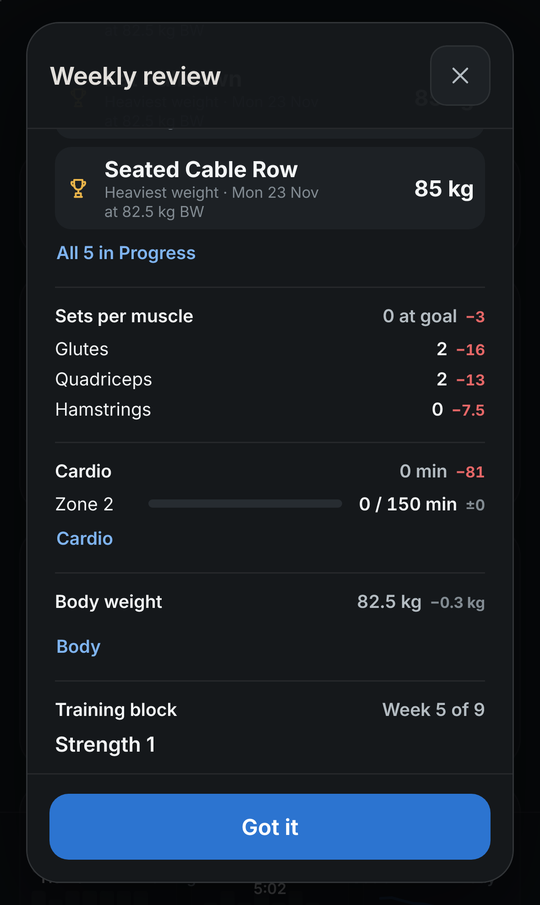 Weekly review
Seated Cable Row
Heaviest weight · Mon 23 Nov
at 82.5 kg BW
85 kg
All 5 in Progress
Sets per muscle
0 at goal −3
Glutes
2 −16
Quadriceps
2 −13
Hamstrings
0 −7.5
Cardio
0 min −81
Zone 2
0 / 150 min ±0
Cardio
Body weight
82.5 kg −0.3 kg
Body
Training block
Week 5 of 9
Strength 1
Got it
5:02